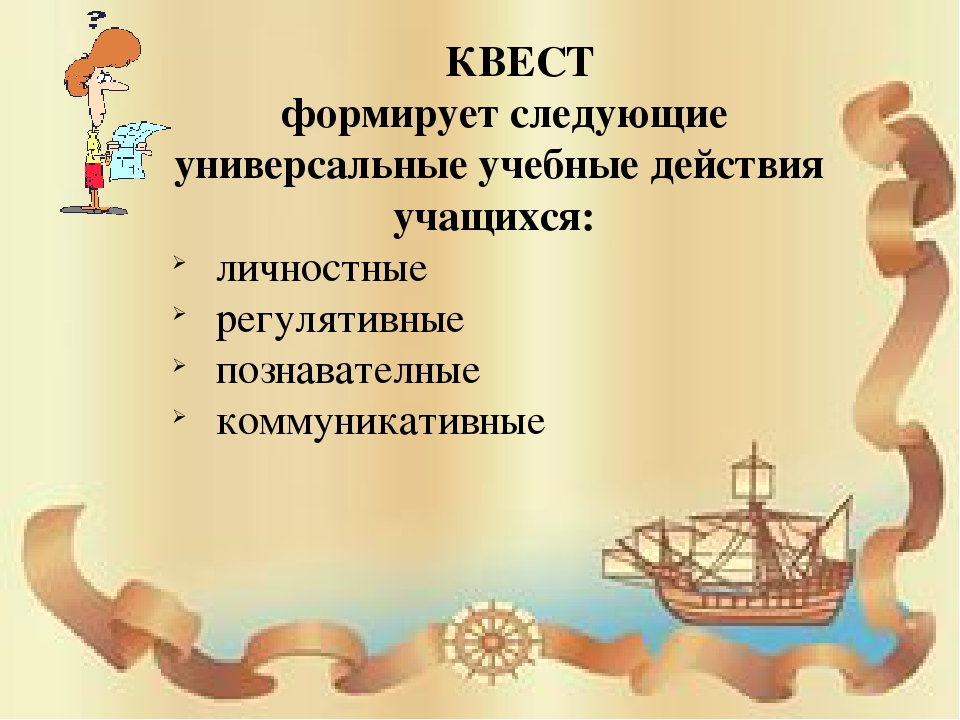 ?
КВЕСТ
формирует следующие
универсальные учебные действия
учащихся:
➢ личностные
➢ регулятивные
➢ познавателные
➢ коммуникативные